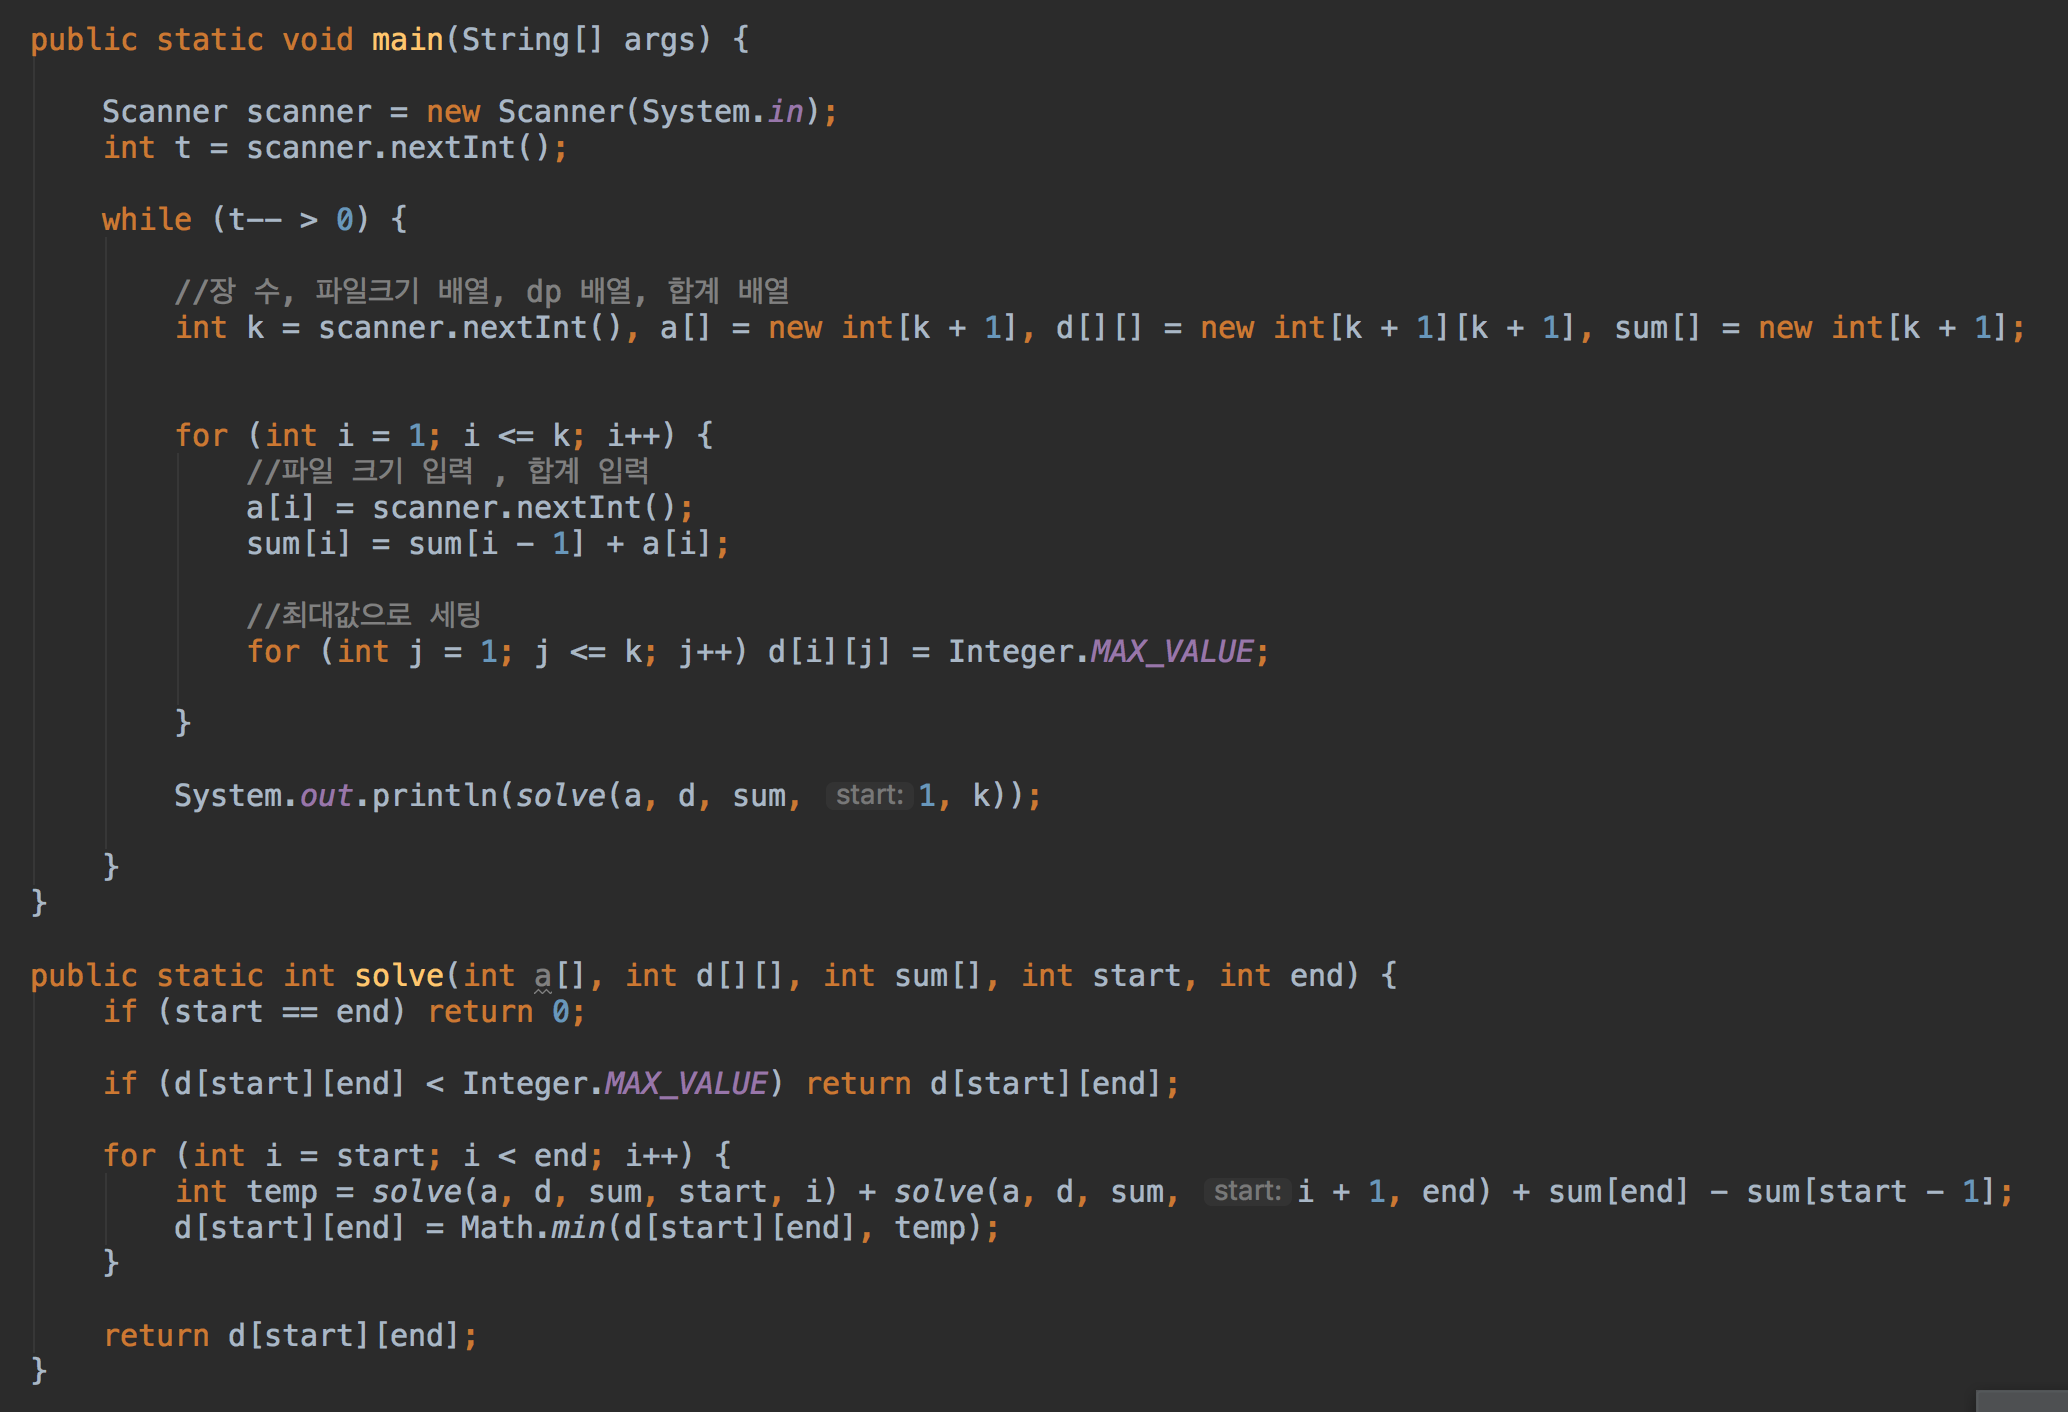 public static void main(String[] args) {
Scanner scanner = new Scanner(System.in);
int t = scanner.nextInt();
while (t-- > 0) {
//장 수, 파일크기 배열, dp 배열, 합계 배열
int k = scanner.nextInt(), a[] = new int[k + 1], d[][] = new int[k + 1][k + 1], sum[] = new int[k + 1];
for (int i = 1; i <= k; i++) {
//파일 크기 입력 , 합계 입력
a[i] = scanner.nextInt();
sum[i] = sum[i - 1] + a[i];
//최대값으로 세팅
for (int j = 1; j <= k; j++) d[i][j] = Integer.MAX_VALUE;
}
System.out.println(solve(a, d, sum, start: 1, k));
}
}
public static int solve(int a[], int d[][], int sum[], int start, int end) {
if (start == end) return 0;
if (d[start][end] < Integer.MAX_VALUE) return d[start][end];
for (int i = start; i < end; i++) {
int temp = solve(a, d, sum, start, i) + solve(a, d, sum, start: i + 1, end) + sum[end] - sum[start - 1];
d[start][end] = Math.min(d[start][end], temp);
}
return d[start][end];
}